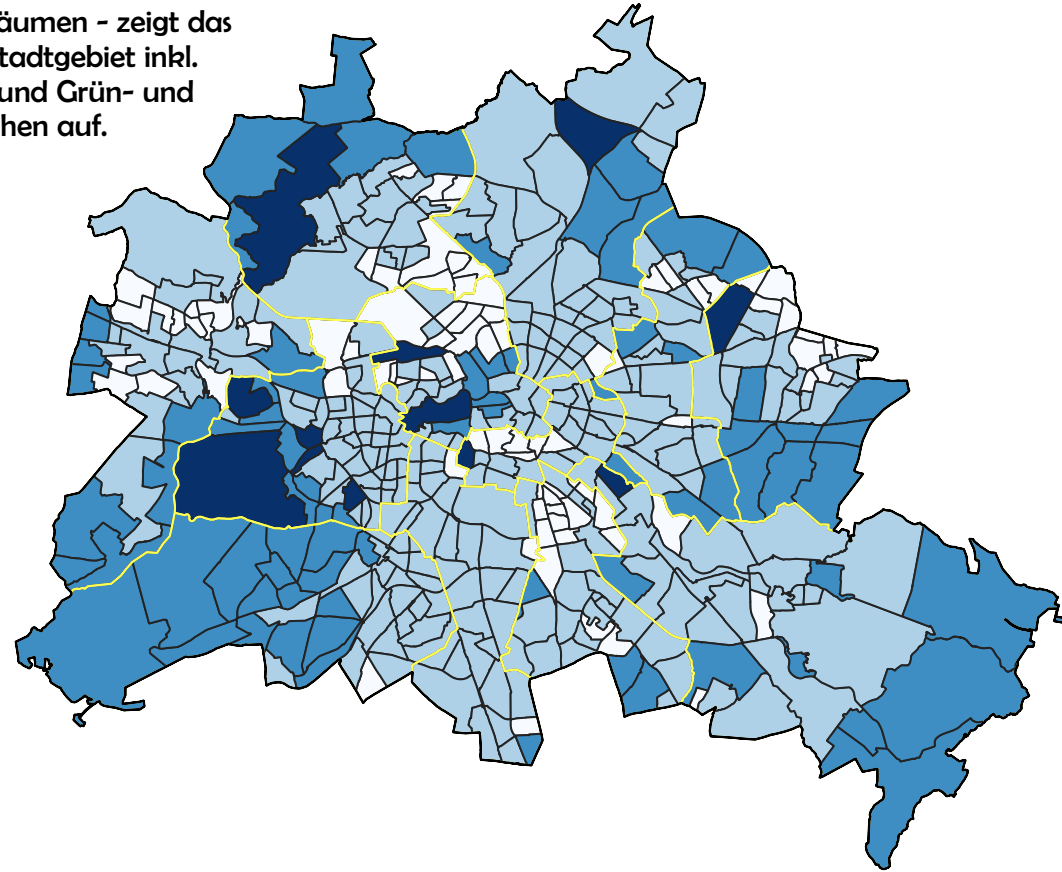 äumen - zeigt das
tadtgebiet inkl.
und Grün- und
hen auf.